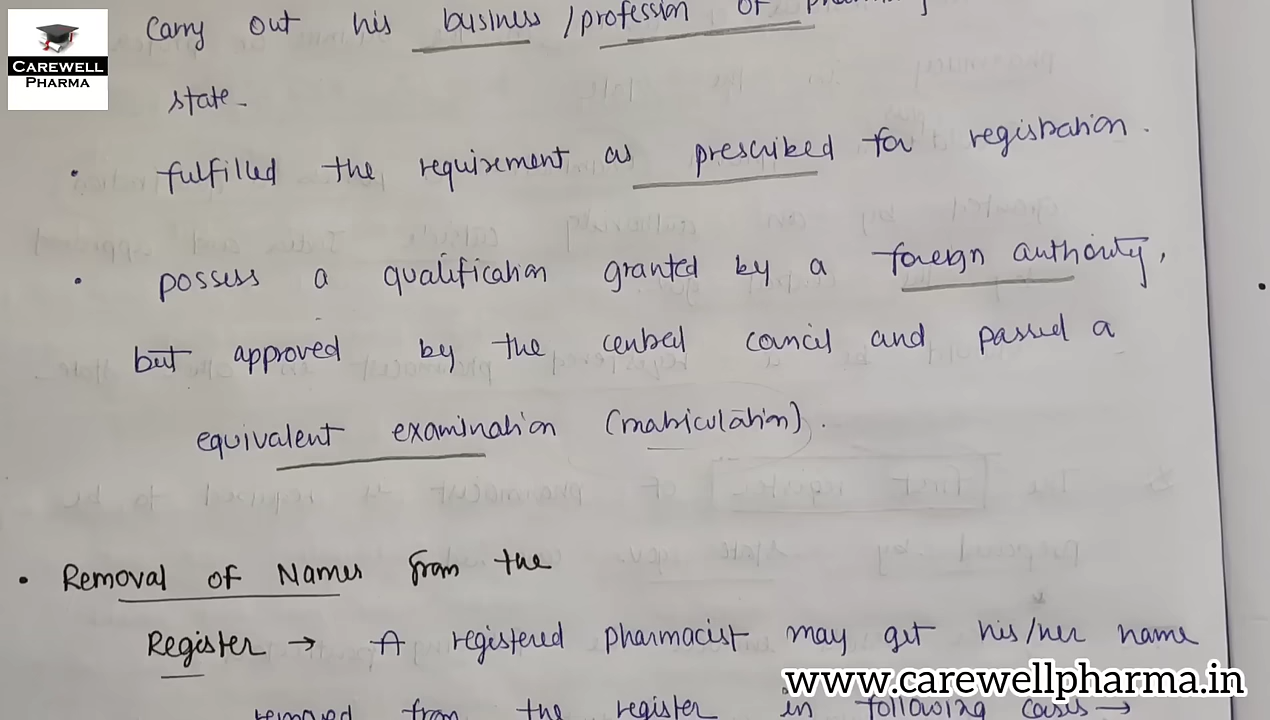 CAREWELL
PHARMA
Carry out his business /profession of
state.
• fulfilled the requirement as prescribed for registration.
• possess a qualification granted by a foreign authority,
but approved by the central council and passed a
equivalent examination (matriculation).
• Removal of Names from the
Register → A registered pharmacist may get his/her name
removed from the register in following cases →
www.carewellpharma.in